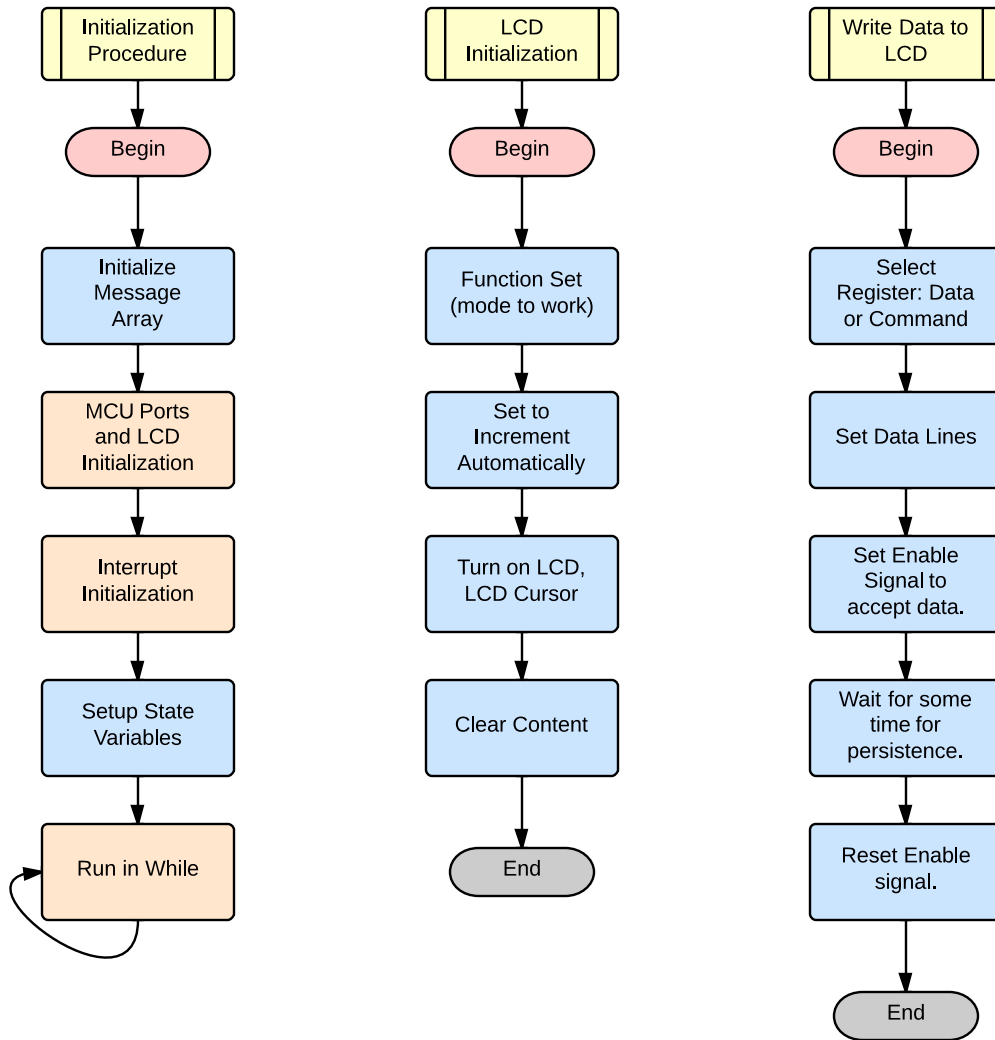 Initialization
Procedure
Begin
Initialize
Message
Array
MCU Ports
and LCD
Initialization
Interrupt
Initialization
Setup State
Variables
Run in While
LCD
Initialization
Begin
Function Set
(mode to work)
Set to
Increment
Automatically
Turn on LCD,
LCD Cursor
Clear Content
End
Write Data to
LCD
Begin
Select
Register: Data
or Command
Set Data Lines
Set Enable
Signal to
accept data.
Wait for some
time for
persistence.
Reset Enable
signal.
End